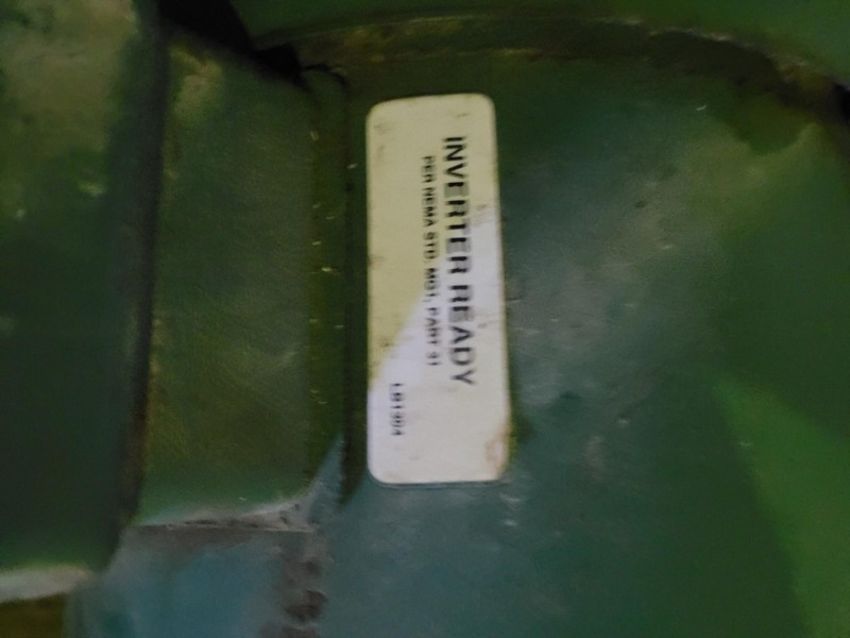 INVERTER READY
PER NEMA STD. MG1, PART 31